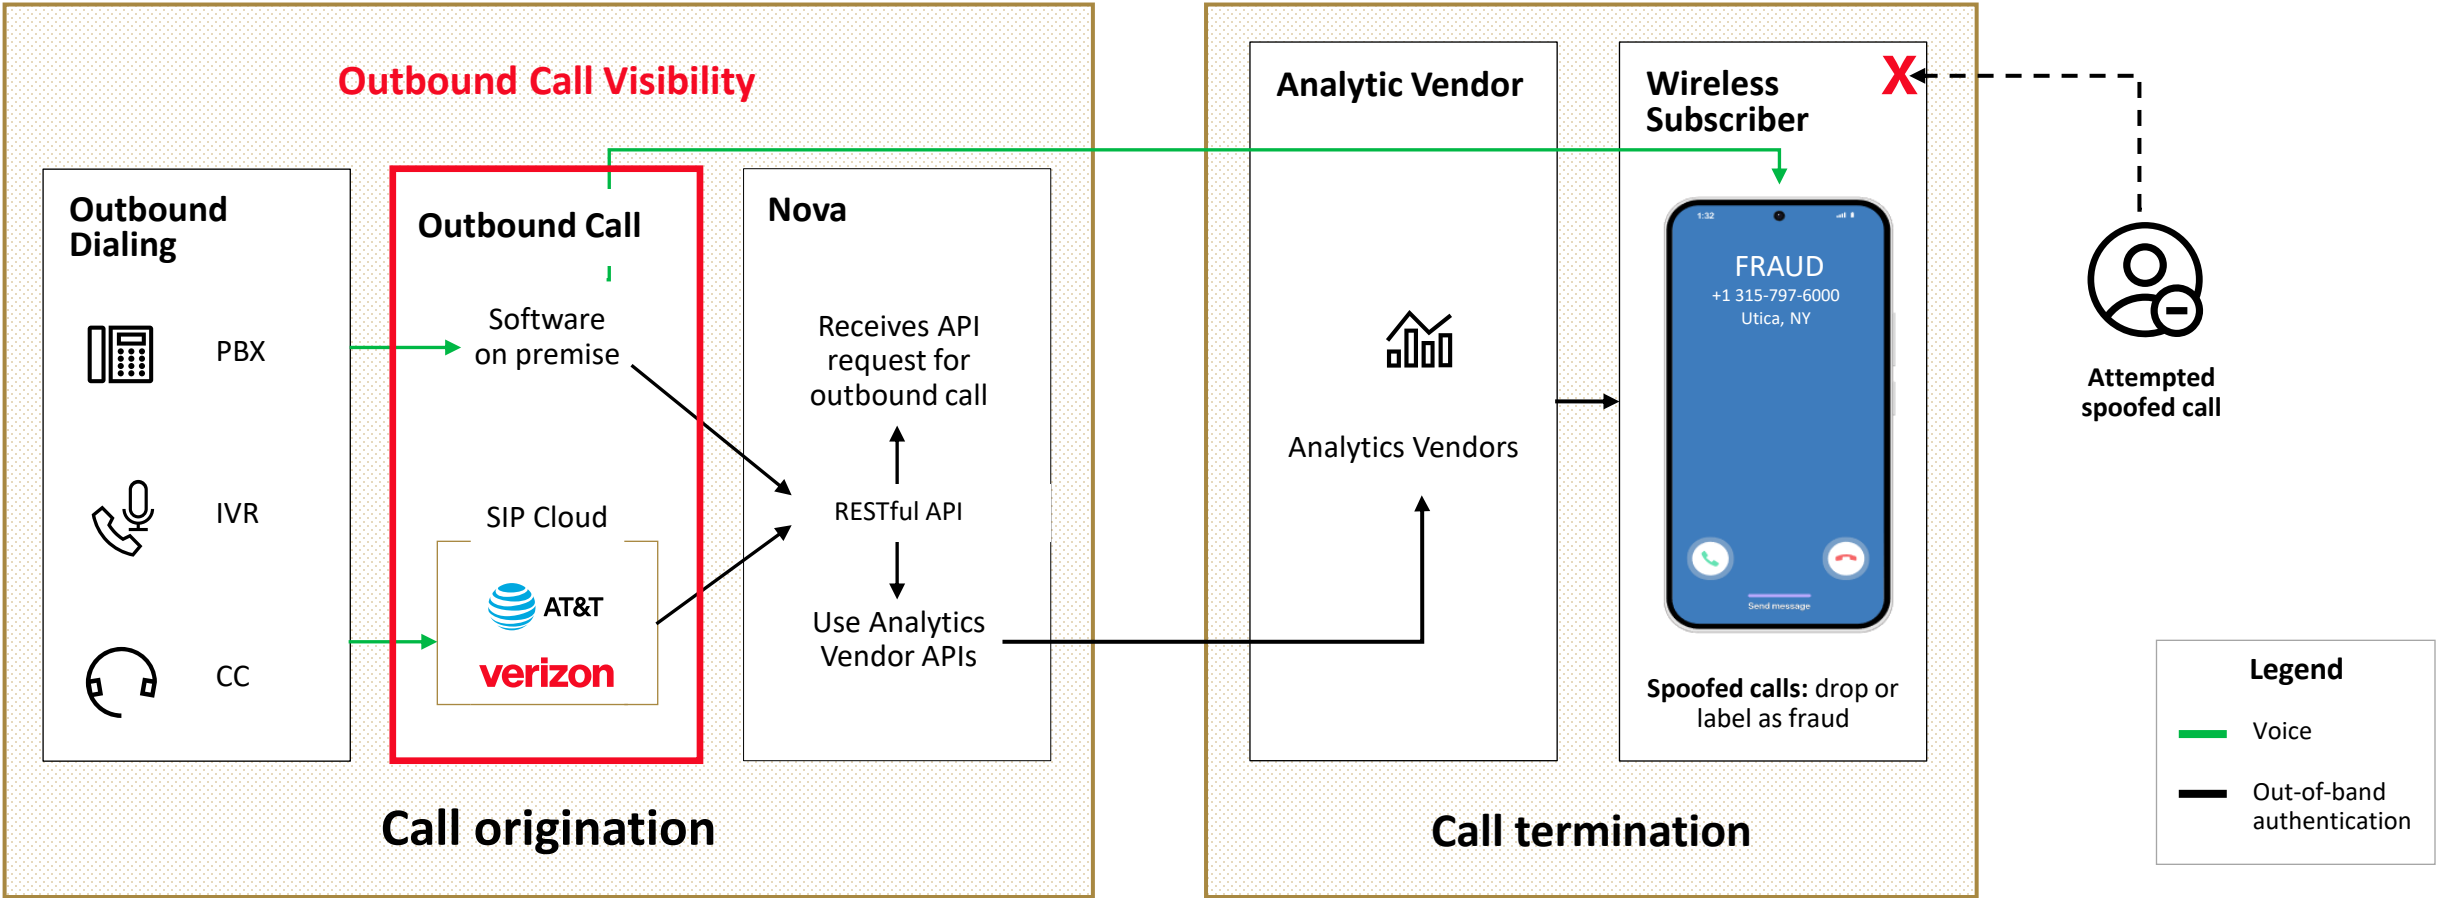 Outbound Call Visibility
Outbound
Dialing
PBX
IVR
CC
Outbound Call
Software
on premise
SIP Cloud
AT&T
verizon
Nova
Receives API
request for
outbound call
RESTful API
Use Analytics
Vendor APIs
Call origination
Analytic Vendor
Analytics Vendors
Wireless
Subscriber
X
1:32
FRAUD
+1 315-797-6000
Utica, NY
Send message
Spoofed calls: drop or
label as fraud
Call termination
Attempted
spoofed call
Legend
Voice
Out-of-band
authentication